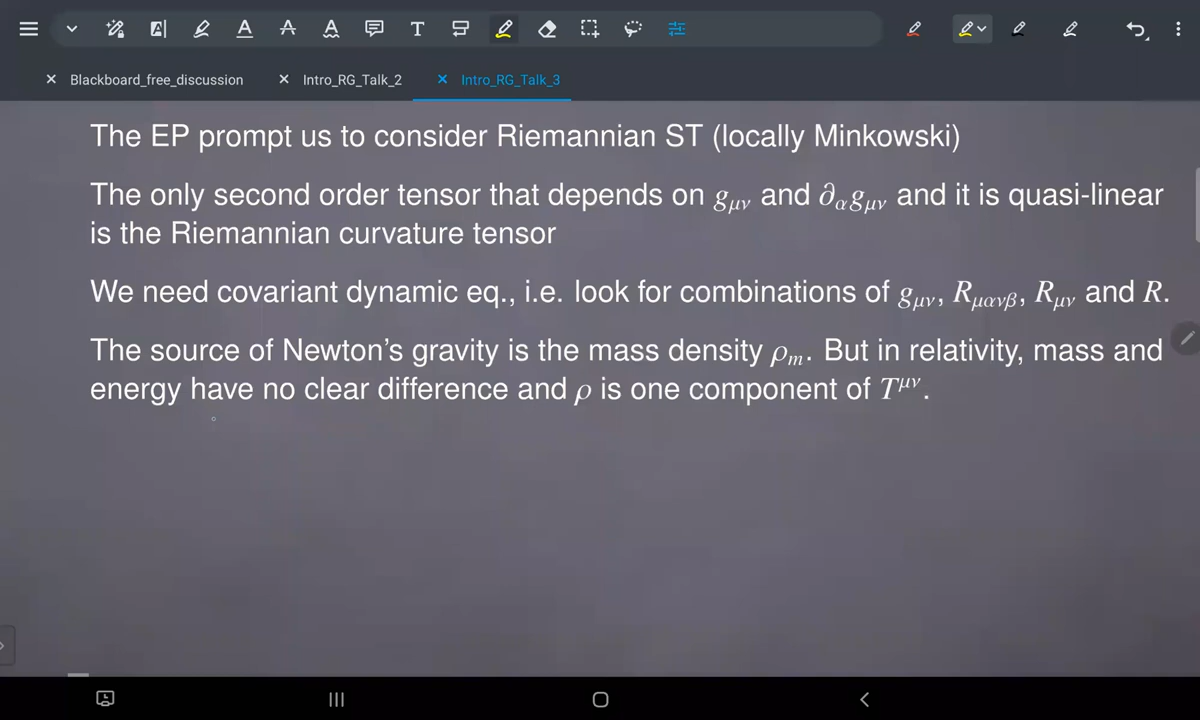 Blackboard_free_discussion Intro_RG_Talk_2 Intro_RG_Talk_3
The EP prompt us to consider Riemannian ST (locally Minkowski)
The only second order tensor that depends on gμν and ∂αgμν and it is quasi-linear
is the Riemannian curvature tensor
We need covariant dynamic eq., i.e. look for combinations of gμν, Rμανβ, Rμν and R.
The source of Newton's gravity is the mass density ρm. But in relativity, mass and
energy have no clear difference and ρ is one component of Tμν.